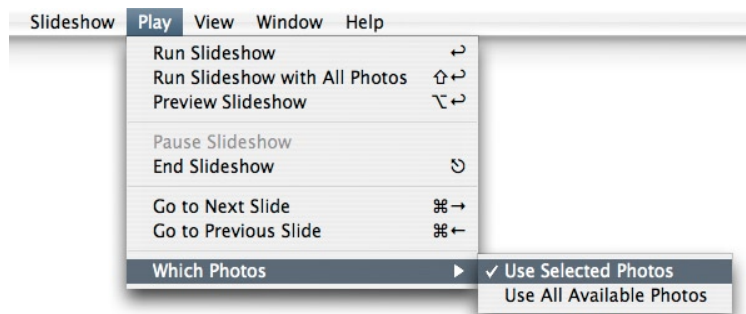 Slideshow Play View Window Help
Run Slideshow ↩
Run Slideshow with All Photos ⇧↩
Preview Slideshow ⌥↩
Pause Slideshow
End Slideshow ⎋
Go to Next Slide ⌘→
Go to Previous Slide ⌘←
Which Photos ▶ ✓ Use Selected Photos
Use All Available Photos